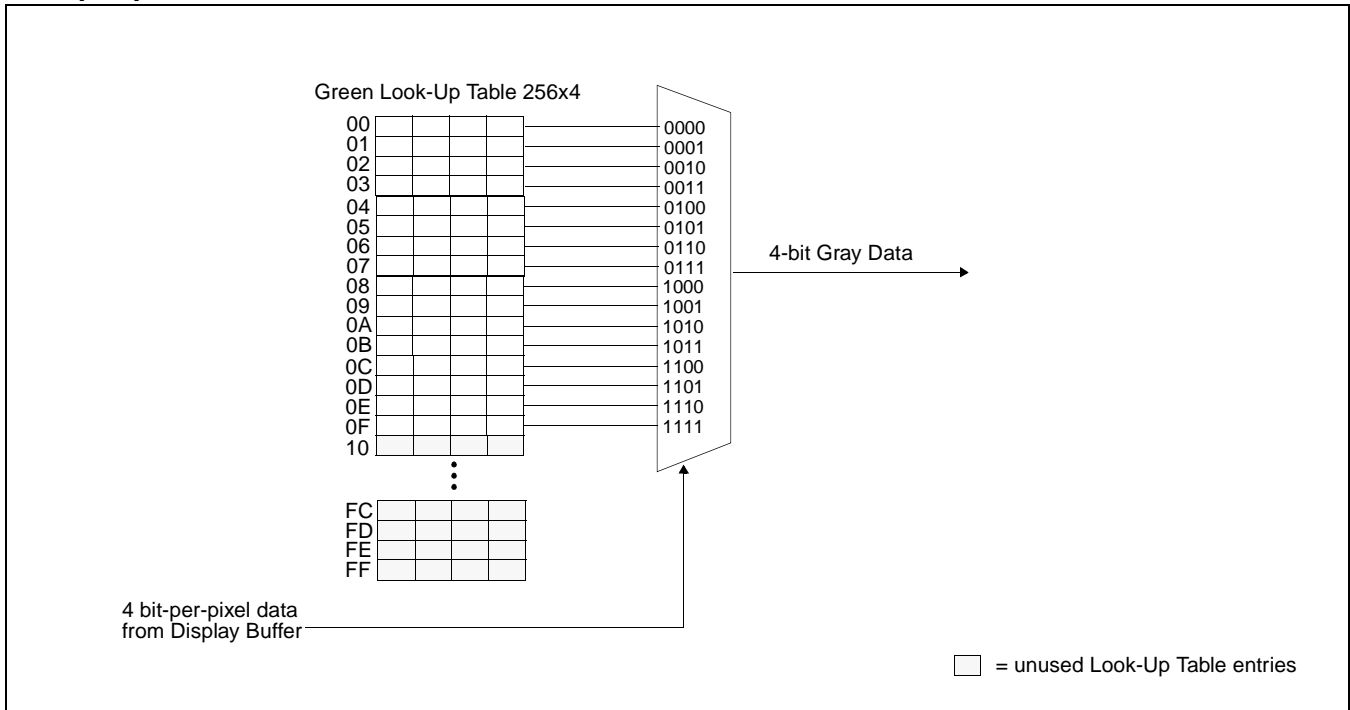 Green Look-Up Table 256x4
00
01
02
03
04
05
06
07
08
09
0A
0B
0C
0D
0E
0F
10
FC
FD
FE
FF
0000
0001
0010
0011
0100
0101
0110
0111
1000
1001
1010
1011
1100
1101
1110
1111
4-bit Gray Data
4 bit-per-pixel data
from Display Buffer
= unused Look-Up Table entries